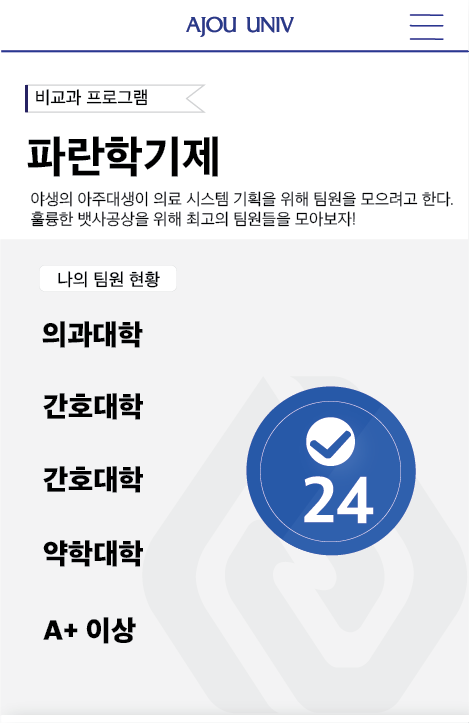 AJOU UNIV
비교과 프로그램
파란학기제
야생의 아주대생이 의료 시스템 기획을 위해 팀원을 모으려고 한다.
훌륭한 뱃사공상을 위해 최고의 팀원들을 모아보자!
나의 팀원 현황
의과대학
간호대학
간호대학
약학대학
A+ 이상
24